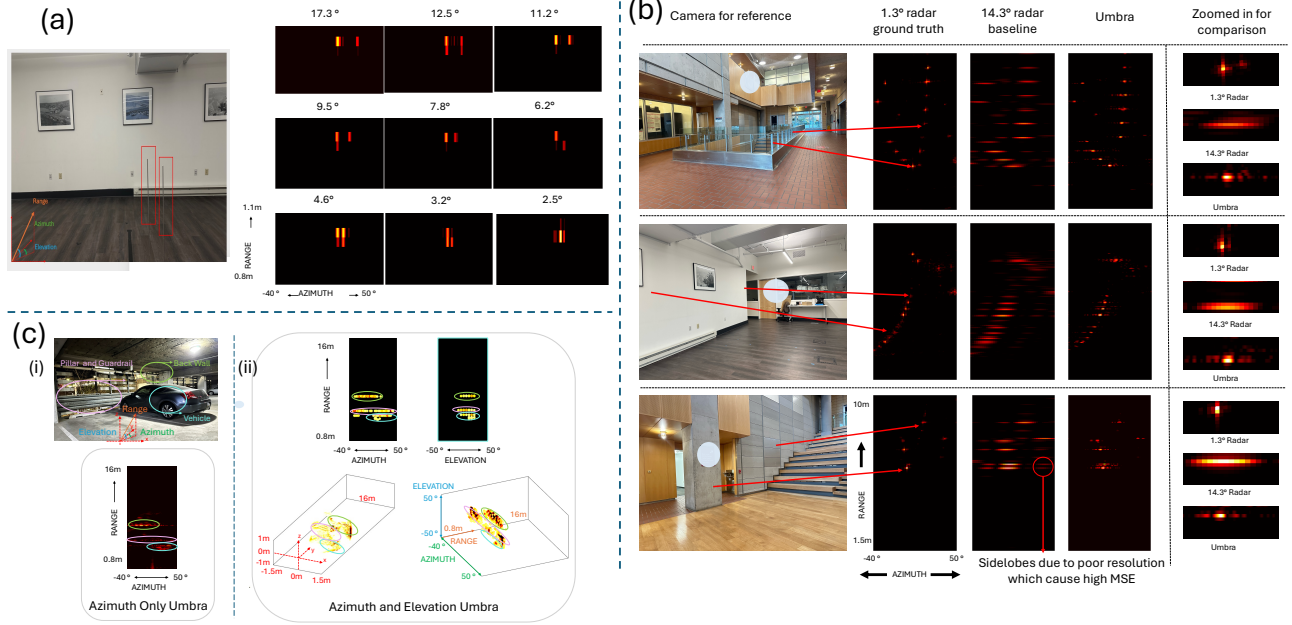 (a)
17.3°
12.5°
11.2°
9.5°
7.8°
6.2°
4.6°
3.2°
2.5°
Range
Azimuth
Elevation
1.1m
RANGE
0.8m
-40° AZIMUTH 50°
(b)
Camera for reference
1.3° radar
ground truth
14.3° radar
baseline
Umbra
Zoomed in for
comparison
1.3° Radar
14.3° Radar
Umbra
1.3° Radar
14.3° Radar
Umbra
1.3° Radar
14.3° Radar
Umbra
10m
RANGE
1.5m
-40° 50°
AZIMUTH
Sidelobes due to poor resolution
which cause high MSE
(c)
(i)
Pillar and Guardrail
Back Wall
Range
Vehicle
Elevation
Azimuth
16m
RANGE
0.8m
-40° 50°
AZIMUTH
Azimuth Only Umbra
(ii)
16m
RANGE
0.8m
-40° 50°
AZIMUTH
-50° 50°
ELEVATION
16m
1m
0m
-1m
-1.5m
0m
1.5m
z
y
x
ELEVATION
50°
-50°
-40°
0.8m
RANGE
AZIMUTH
50°
16m
Azimuth and Elevation Umbra